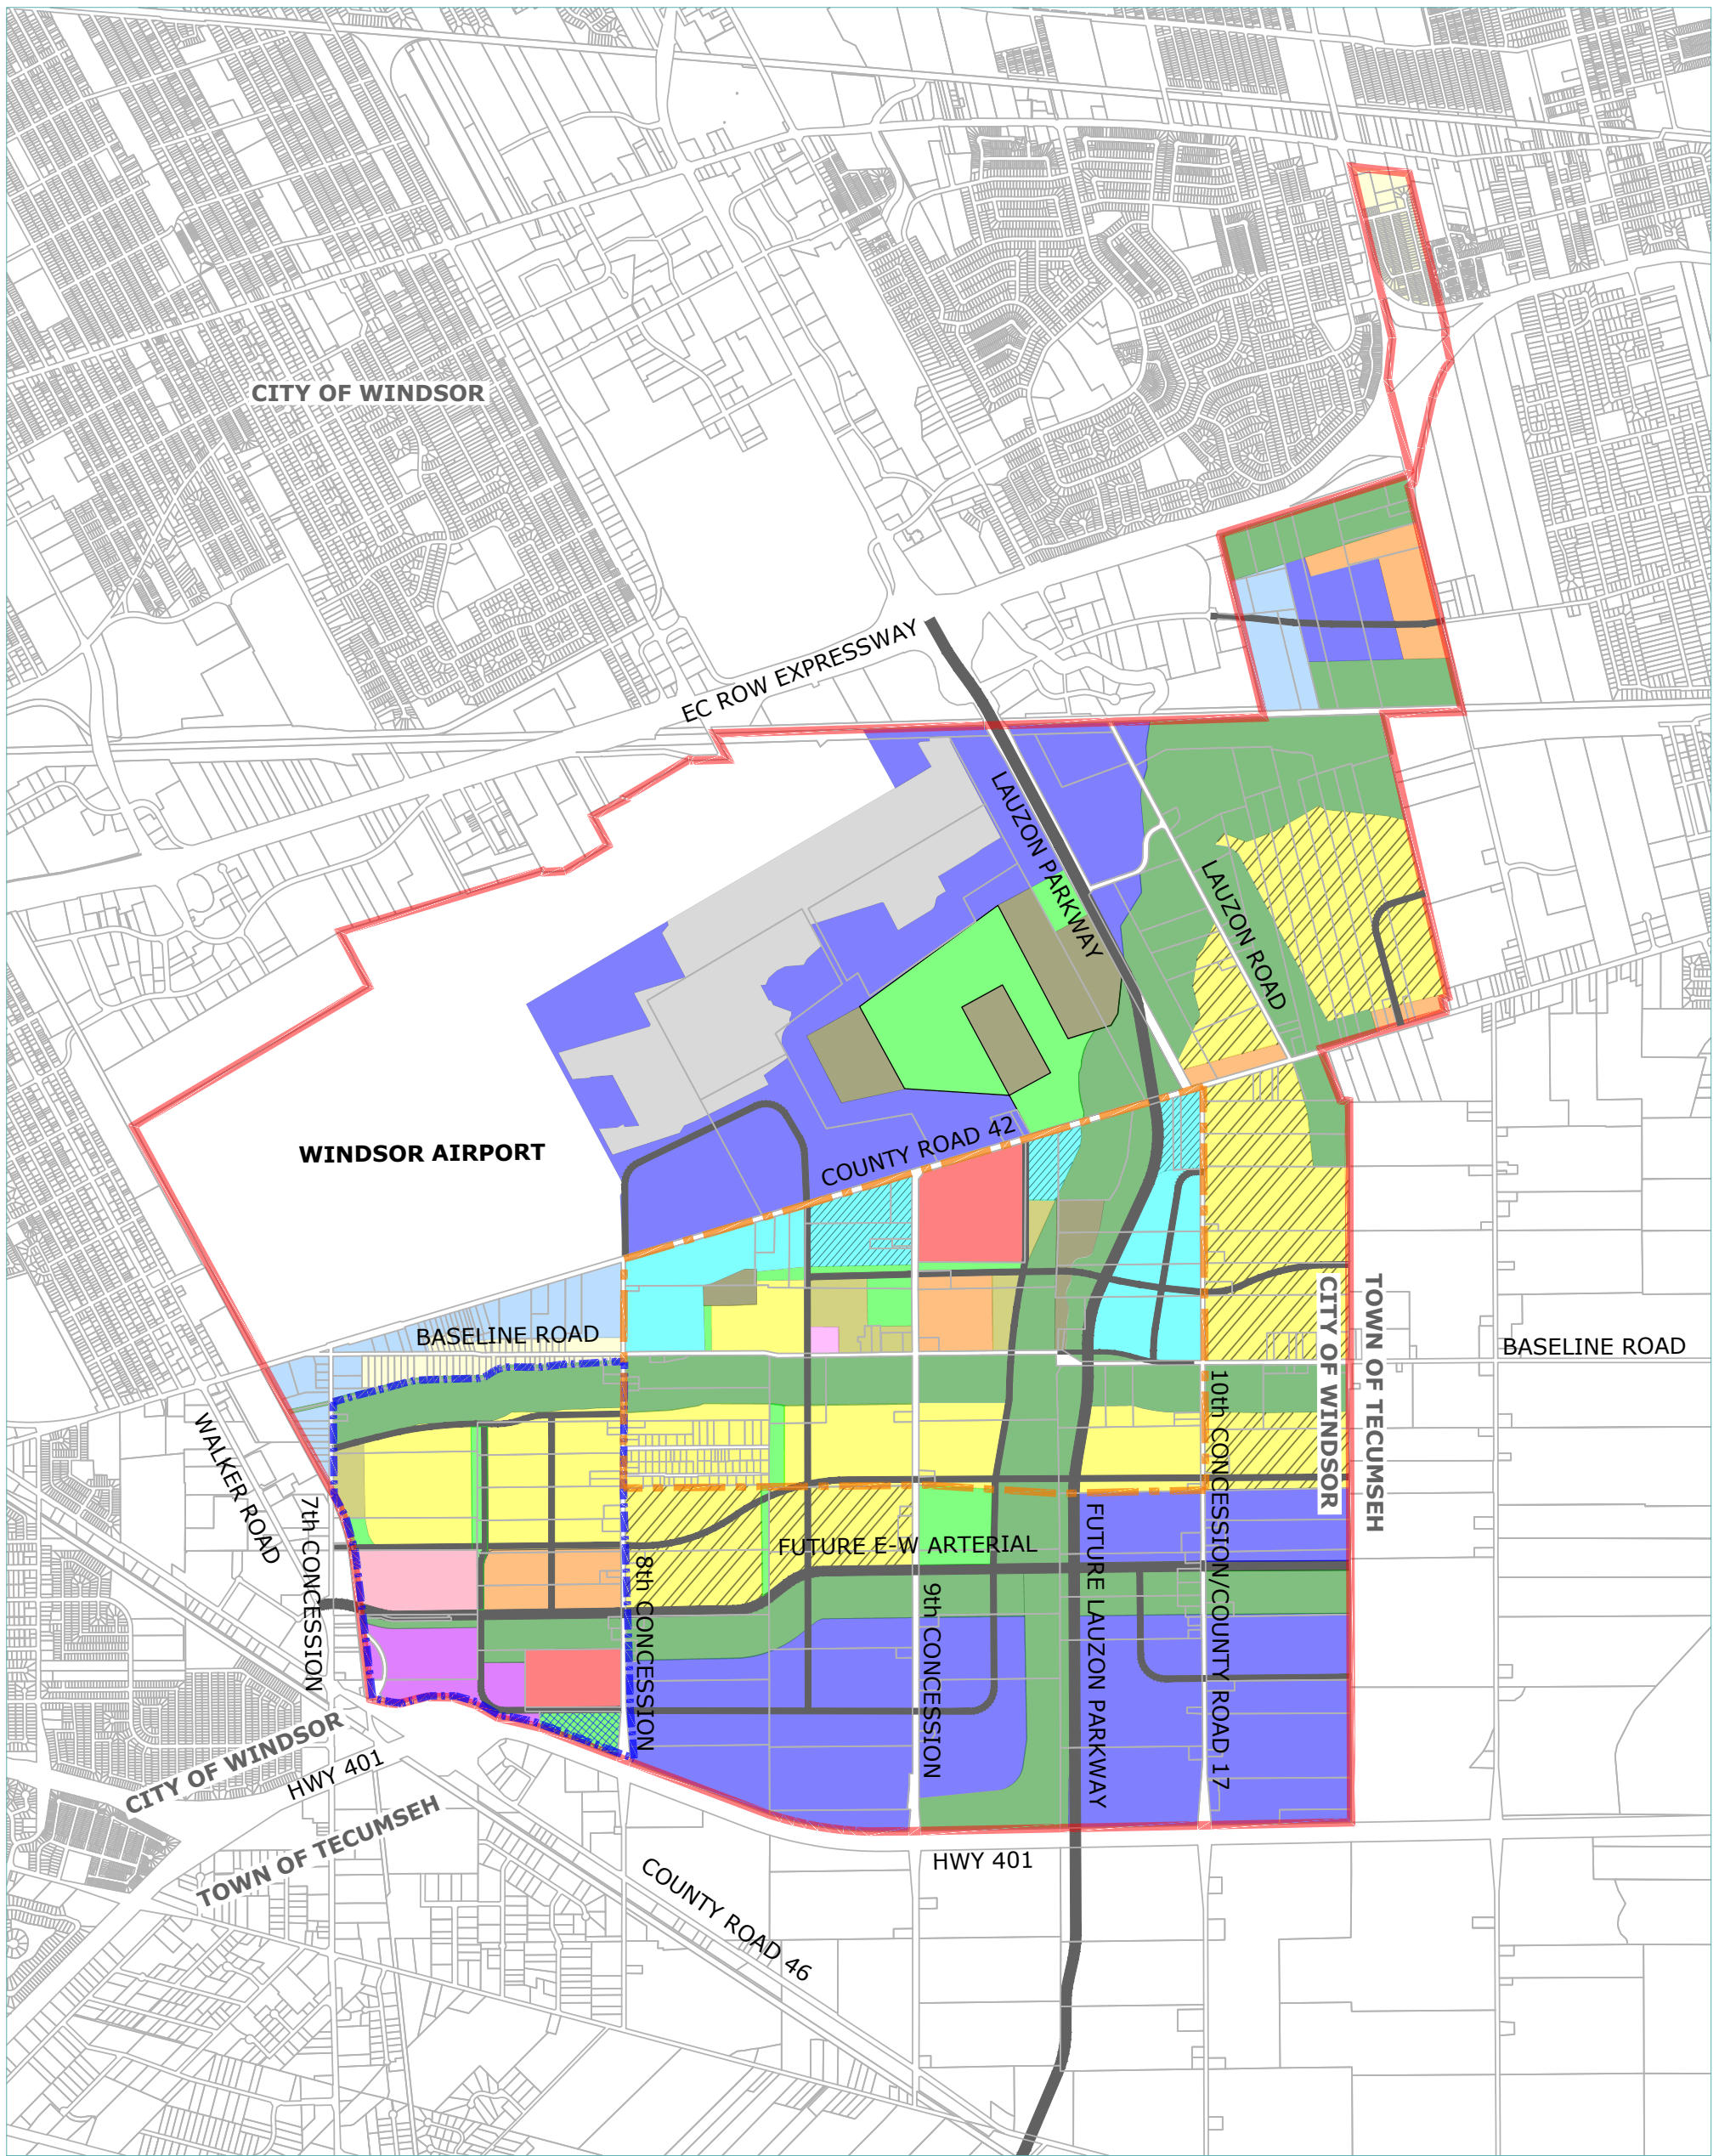 CITY OF WINDSOR
EC ROW EXPRESSWAY
LAUZON PARKWAY
LAUZON ROAD
WINDSOR AIRPORT
COUNTY ROAD 42
BASELINE ROAD
BASELINE ROAD
CITY OF WINDSOR
TOWN OF TECUMSEH
WALKER ROAD
7th CONCESSION
8th CONCESSION
FUTURE E-W ARTERIAL
9th CONCESSION
FUTURE LAUZON PARKWAY
10th CONCESSION/COUNTY ROAD 17
CITY OF WINDSOR
HWY 401
TOWN OF TECUMSEH
HWY 401
COUNTY ROAD 46